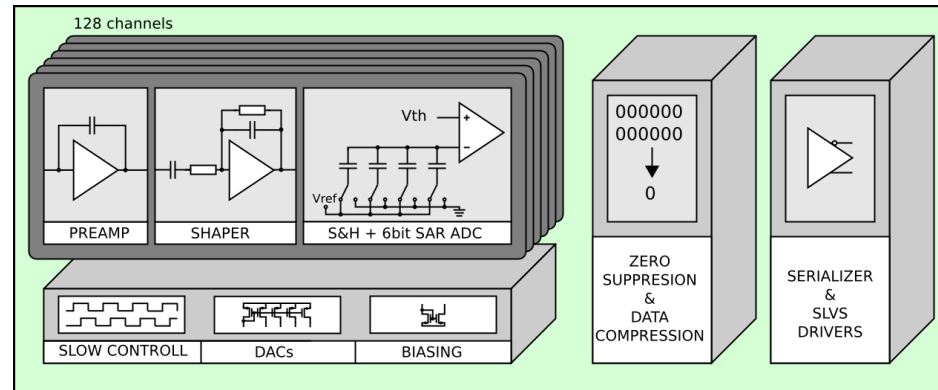 128 channels
Vth
+
−
Vref
PREAMP
SHAPER
S&H + 6bit SAR ADC
000000
000000
0
ZERO
SUPPRESION
&
DATA
COMPRESSION
SERIALIZER
&
SLVS
DRIVERS
SLOW CONTROLL
DACs
BIASING